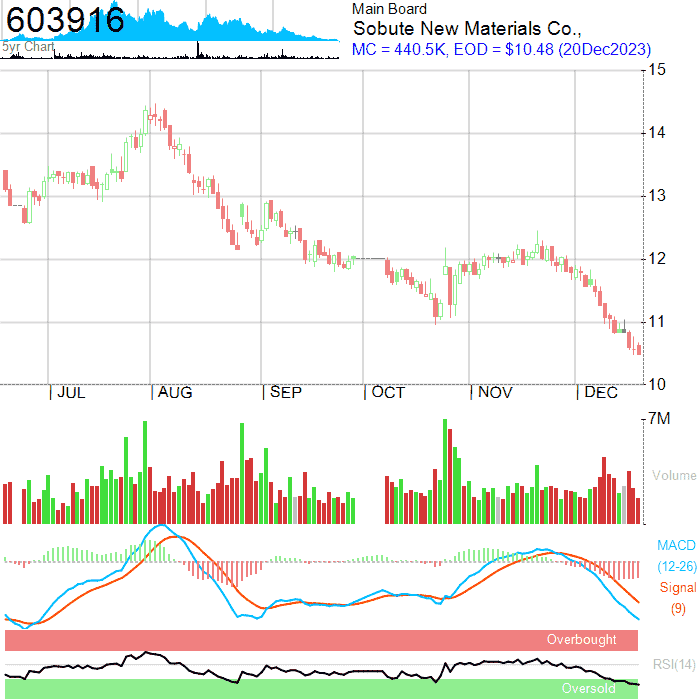 603916
5yr Chart
Main Board
Sobute New Materials Co.,
MC = 440.5K, EOD = $10.48 (20Dec2023)
15
14
13
12
11
10
JUL
AUG
SEP
OCT
NOV
DEC
7M
Volume
MACD
(12-26)
Signal
(9)
Overbought
RSI(14)
Oversold